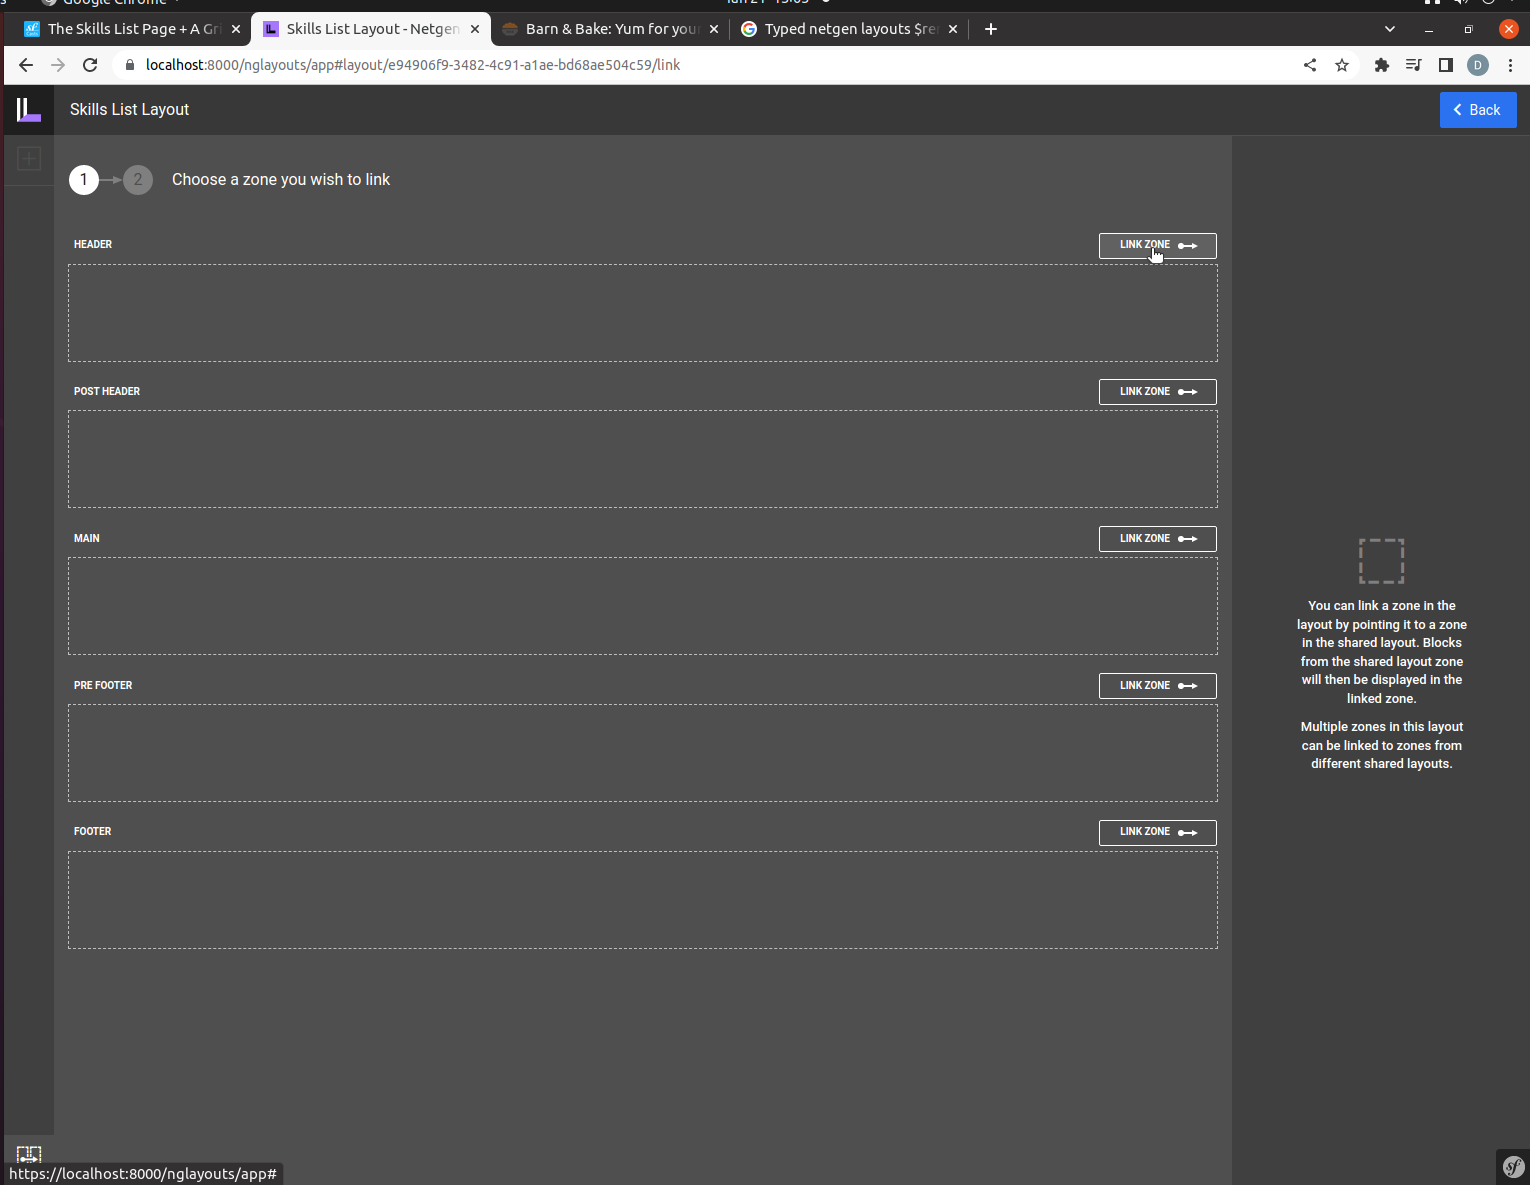 Google Chrome
The Skills List Page + A Gri
Skills List Layout - Netgen
Barn & Bake: Yum for your
Typed netgen layouts $re
localhost:8000/nglayouts/app#layout/e94906f9-3482-4c91-a1ae-bd68ae504c59/link
D
Skills List Layout
Back
1
2
Choose a zone you wish to link
HEADER
LINK ZONE
POST HEADER
LINK ZONE
MAIN
LINK ZONE
PRE FOOTER
LINK ZONE
FOOTER
LINK ZONE
You can link a zone in the
layout by pointing it to a zone
in the shared layout. Blocks
from the shared layout zone
will then be displayed in the
linked zone.
Multiple zones in this layout
can be linked to zones from
different shared layouts.
https://localhost:8000/nglayouts/app#
sf